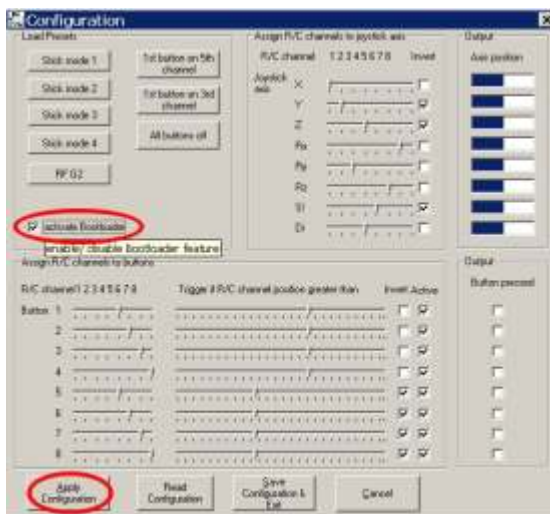 Configuration
Load Presets
Stick mode 1
1st button on 5th channel
Stick mode 2
1st button on 3rd channel
Stick mode 3
All buttons off
Stick mode 4
RF G2
activate Bootloader
enable/disable Bootloader feature
Assign R/C channels to joystick axis
R/C channel 1 2 3 4 5 6 7 8 Invert
Joystick axis X
Y
Z
Rx
Ry
Rz
Sl
Di
Output
Axis position
Assign R/C channels to buttons
R/C channel 1 2 3 4 5 6 7 8 Trigger if R/C channel position greater than Invert Active
Button 1
2
3
4
5
6
7
8
Output
Button pressed
Apply Configuration
Read Configuration
Save Configuration & Exit
Cancel